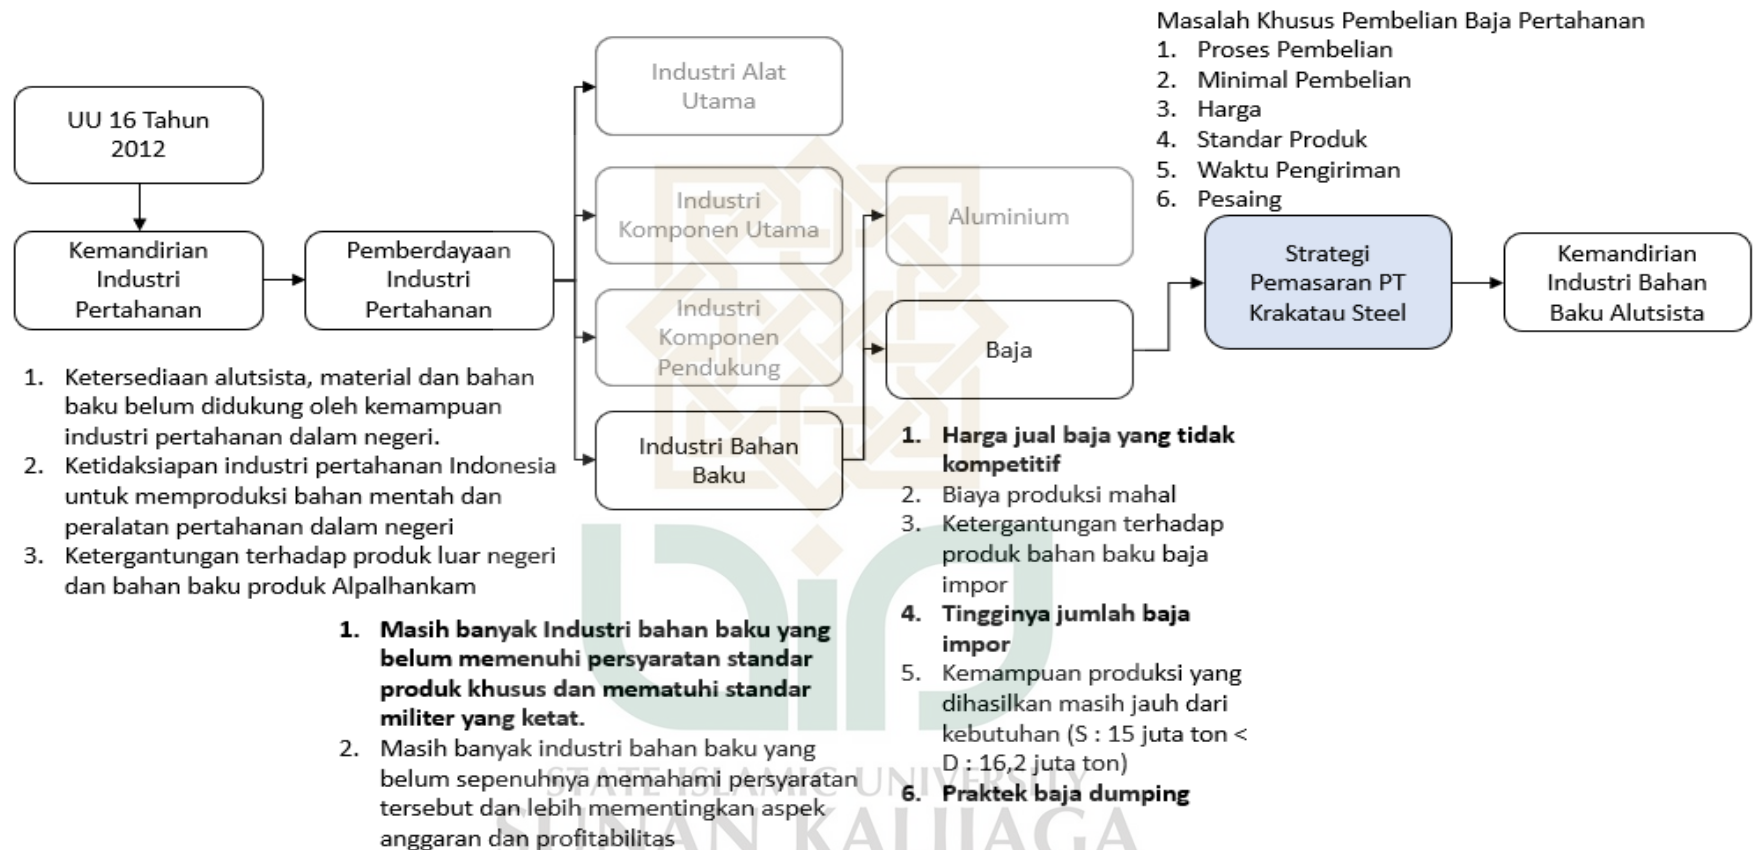 UU 16 Tahun
2012
Kemandirian
Industri
Pertahanan
Pemberdayaan
Industri
Pertahanan
1. Ketersediaan alutsista, material dan bahan
baku belum didukung oleh kemampuan
industri pertahanan dalam negeri.
2. Ketidaksiapan industri pertahanan Indonesia
untuk memproduksi bahan mentah dan
peralatan pertahanan dalam negeri
3. Ketergantungan terhadap produk luar negeri
dan bahan baku produk Alpalhankam
Industri Alat
Utama
Industri
Komponen Utama
Industri
Komponen
Pendukung
Industri Bahan
Baku
1. Masih banyak Industri bahan baku yang
belum memenuhi persyaratan standar
produk khusus dan mematuhi standar
militer yang ketat.
2. Masih banyak industri bahan baku yang
belum sepenuhnya memahami persyaratan
tersebut dan lebih mementingkan aspek
anggaran dan profitabilitas
Aluminium
Baja
1. Harga jual baja yang tidak
kompetitif
2. Biaya produksi mahal
3. Ketergantungan terhadap
produk bahan baku baja
impor
4. Tingginya jumlah baja
impor
5. Kemampuan produksi yang
dihasilkan masih jauh dari
kebutuhan (S : 15 juta ton <
D : 16,2 juta ton)
6. Praktek baja dumping
Masalah Khusus Pembelian Baja Pertahanan
1. Proses Pembelian
2. Minimal Pembelian
3. Harga
4. Standar Produk
5. Waktu Pengiriman
6. Pesaing
Strategi
Pemasaran PT
Krakatau Steel
Kemandirian
Industri Bahan
Baku Alutsista
STATE ISLAMIC UNIVERSITY
SUNAN KALIJAGA